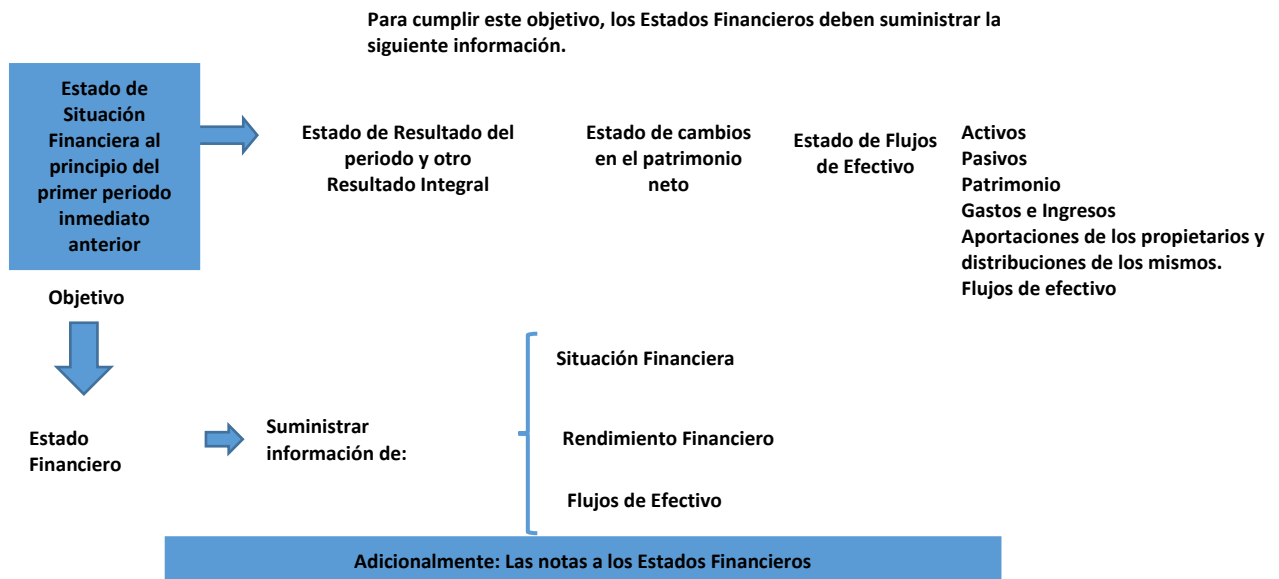 Para cumplir este objetivo, los Estados Financieros deben suministrar la
siguiente información.
Estado de
Situación
Financiera al
principio del
primer periodo
inmediato
anterior
Estado de Resultado del
periodo y otro
Resultado Integral
Estado de cambios
en el patrimonio
neto
Estado de Flujos
de Efectivo
Activos
Pasivos
Patrimonio
Gastos e Ingresos
Aportaciones de los propietarios y
distribuciones de los mismos.
Flujos de efectivo
Objetivo
Estado
Financiero
Suministrar
información de:
Situación Financiera
Rendimiento Financiero
Flujos de Efectivo
Adicionalmente: Las notas a los Estados Financieros